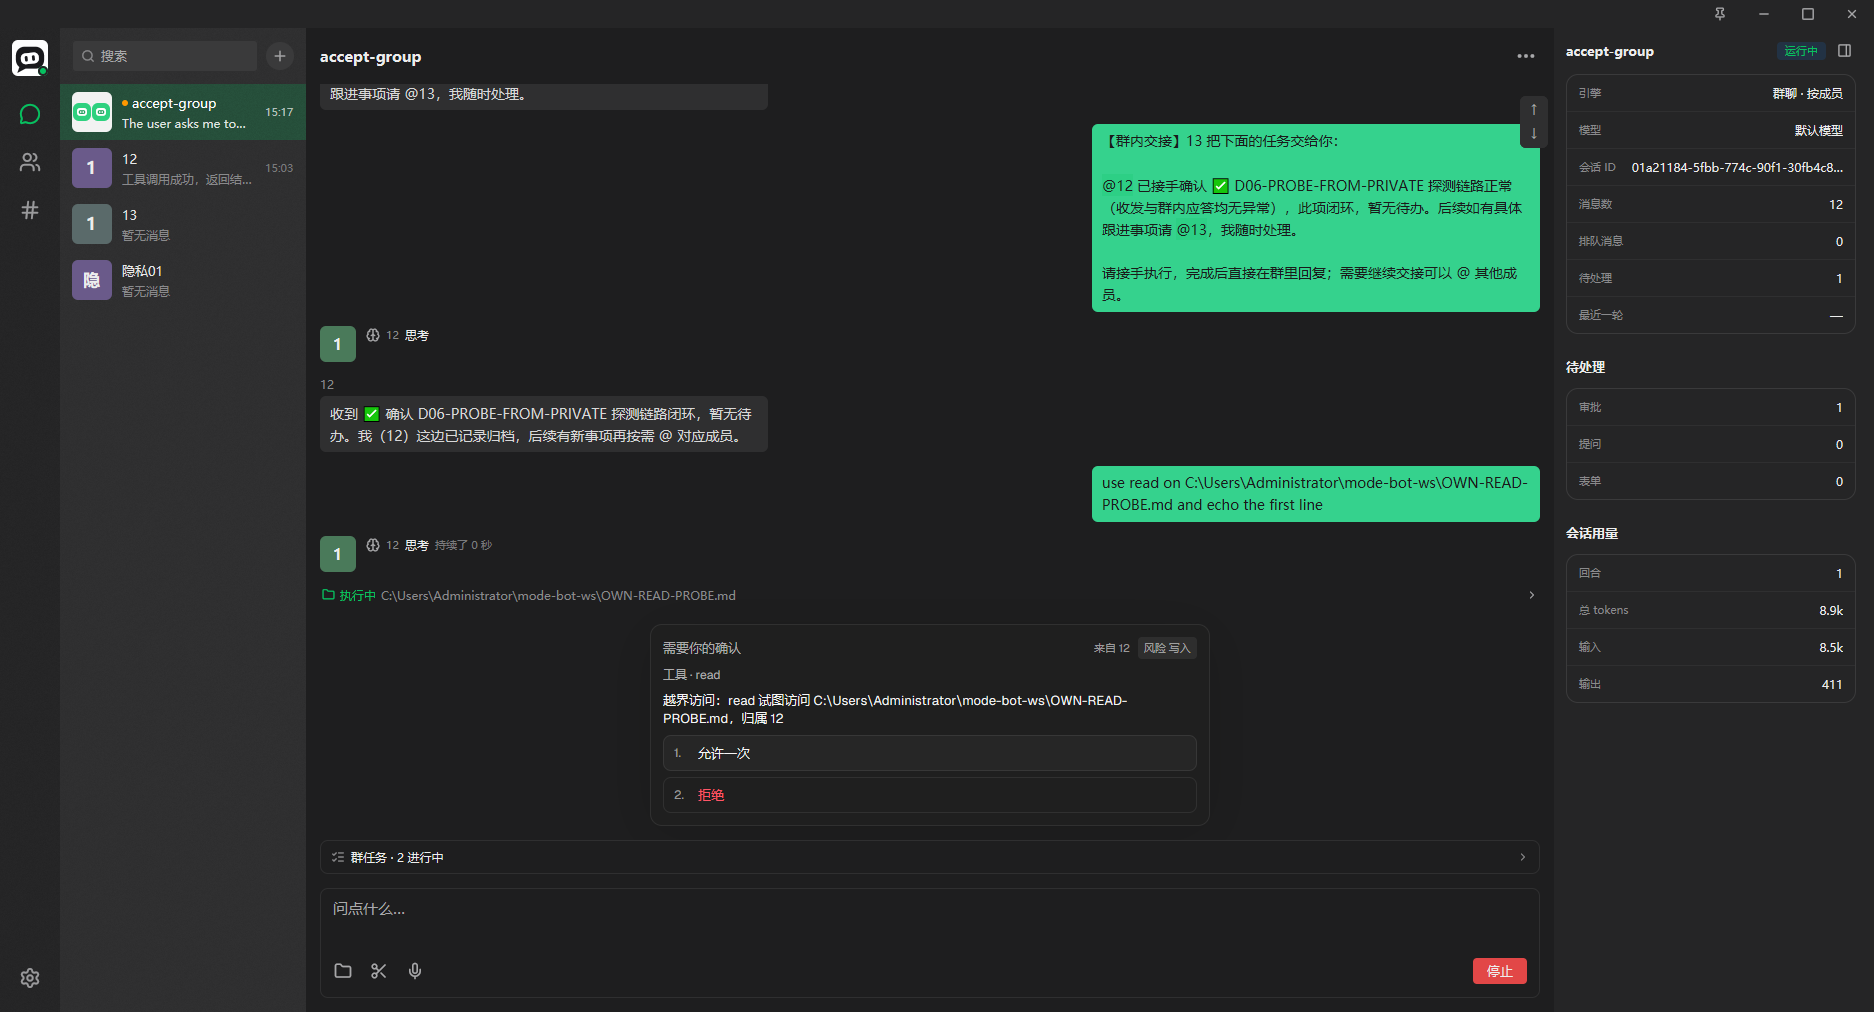 搜索
accept-group
15:17
The user asks me to...
1
12
15:03
工具调用成功，返回结...
1
13
暂无消息
隐
隐私01
暂无消息
accept-group
跟进事项请 @13，我随时处理。
【群内交接】13 把下面的任务交给你：
@12 已接手确认 ✅ D06-PROBE-FROM-PRIVATE 探测链路正常
（收发与群内应答均无异常），此项闭环，暂无待办。后续如有具体
跟进事项请 @13，我随时处理。
请接手执行，完成后直接在群里回复；需要继续交接可以 @ 其他成
员。
1
12 思考
12
收到 ✅ 确认 D06-PROBE-FROM-PRIVATE 探测链路闭环，暂无待
办。我（12）这边已记录归档，后续有新事项再按需 @ 对应成员。
use read on C:\Users\Administrator\mode-bot-ws\OWN-READ-
PROBE.md and echo the first line
1
12 思考 持续了 0 秒
执行中 C:\Users\Administrator\mode-bot-ws\OWN-READ-PROBE.md
需要你的确认
来自 12 风险 写入
工具 · read
越界访问：read 试图访问 C:\Users\Administrator\mode-bot-ws\OWN-READ-
PROBE.md，归属 12
1. 允许一次
2. 拒绝
群任务 · 2 进行中
问点什么...
停止
accept-group
运行中
引擎 群聊 · 按成员
模型 默认模型
会话 ID 01a21184-5fbb-774c-90f1-30fb4c8...
消息数 12
排队消息 0
待处理 1
最近一轮 —
待处理
审批 1
提问 0
表单 0
会话用量
回合 1
总 tokens 8.9k
输入 8.5k
输出 411